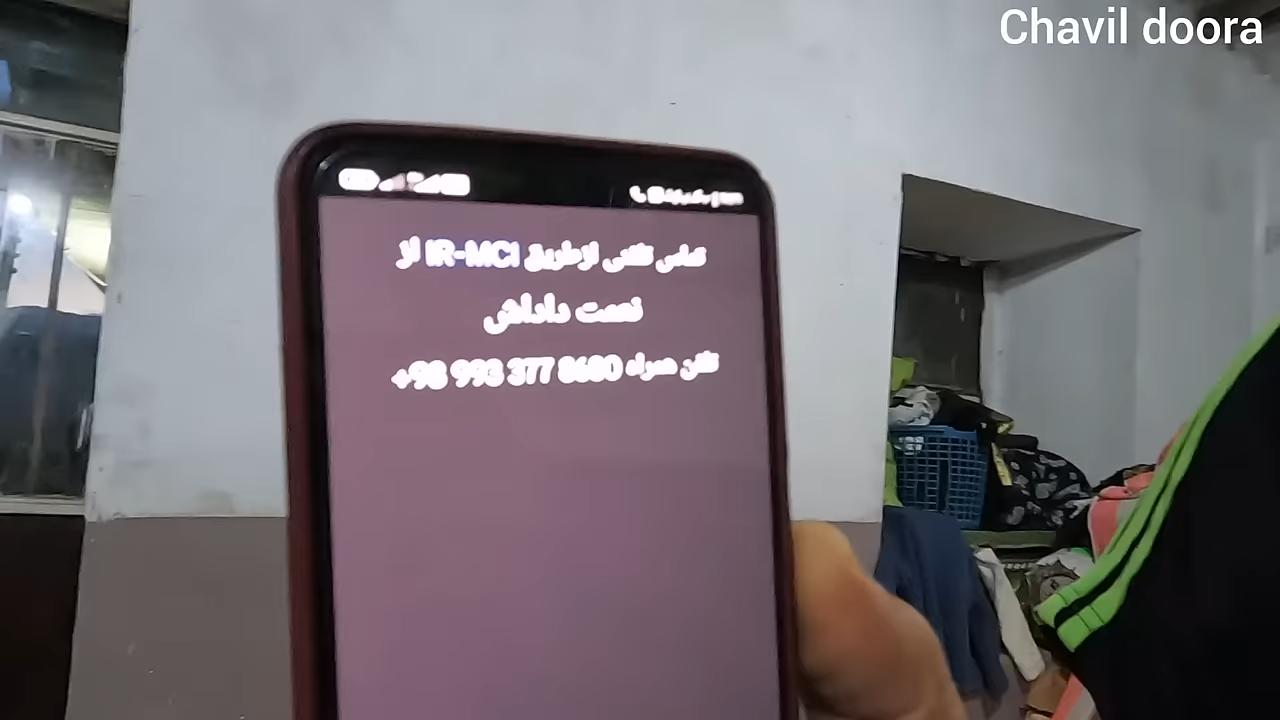 Chavil doora
تماس تلفنی ازطریق IR-MCI از
نعمت داداش
تلفن همراه +98 993 377 8680